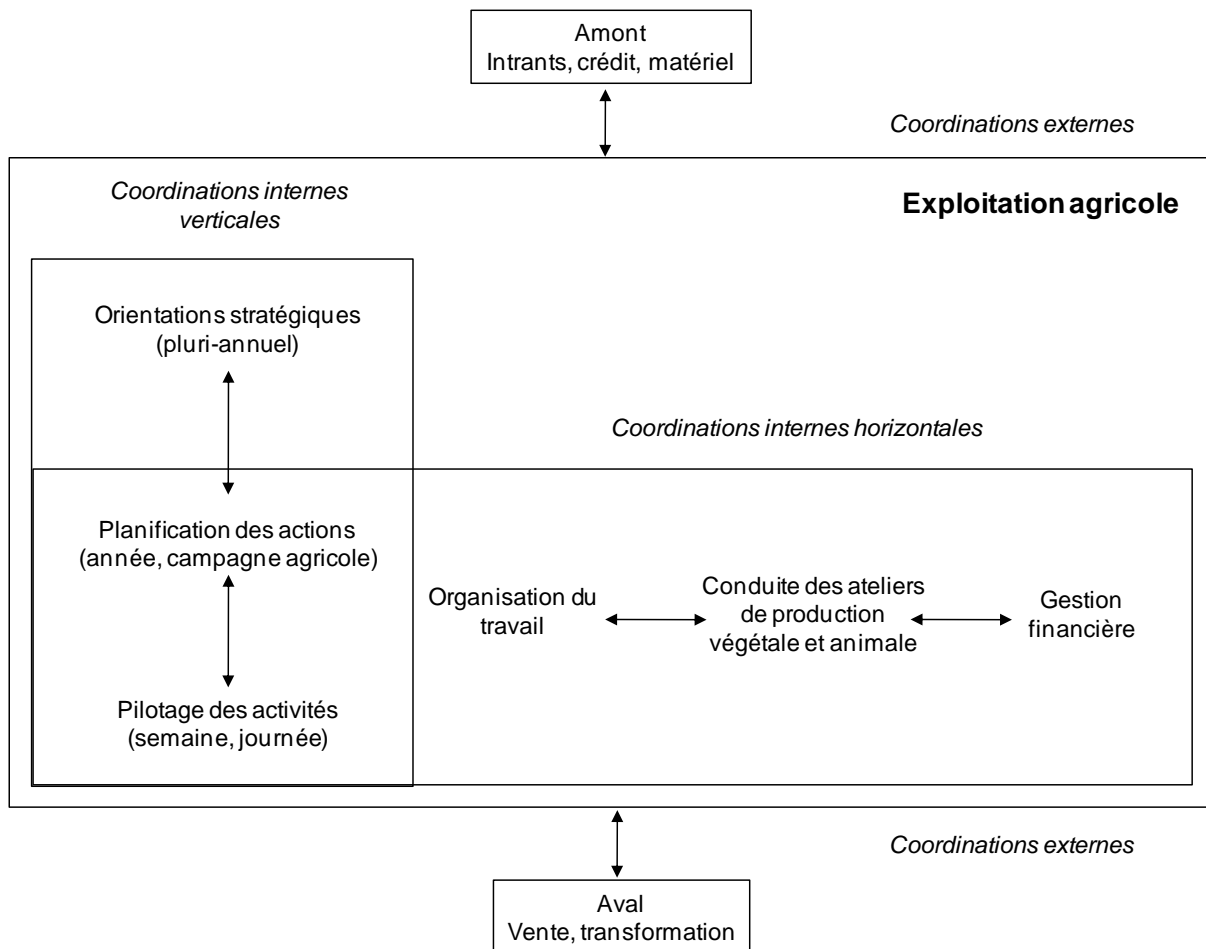 Amont
Intrants, crédit, matériel
Coordinations externes
Coordinations internes
verticales
Exploitation agricole
Orientations stratégiques
(pluri-annuel)
Coordinations internes horizontales
Planification des actions
(année, campagne agricole)
Organisation du
travail
Conduite des ateliers
de production
végétale et animale
Gestion
financière
Pilotage des activités
(semaine, journée)
Coordinations externes
Aval
Vente, transformation